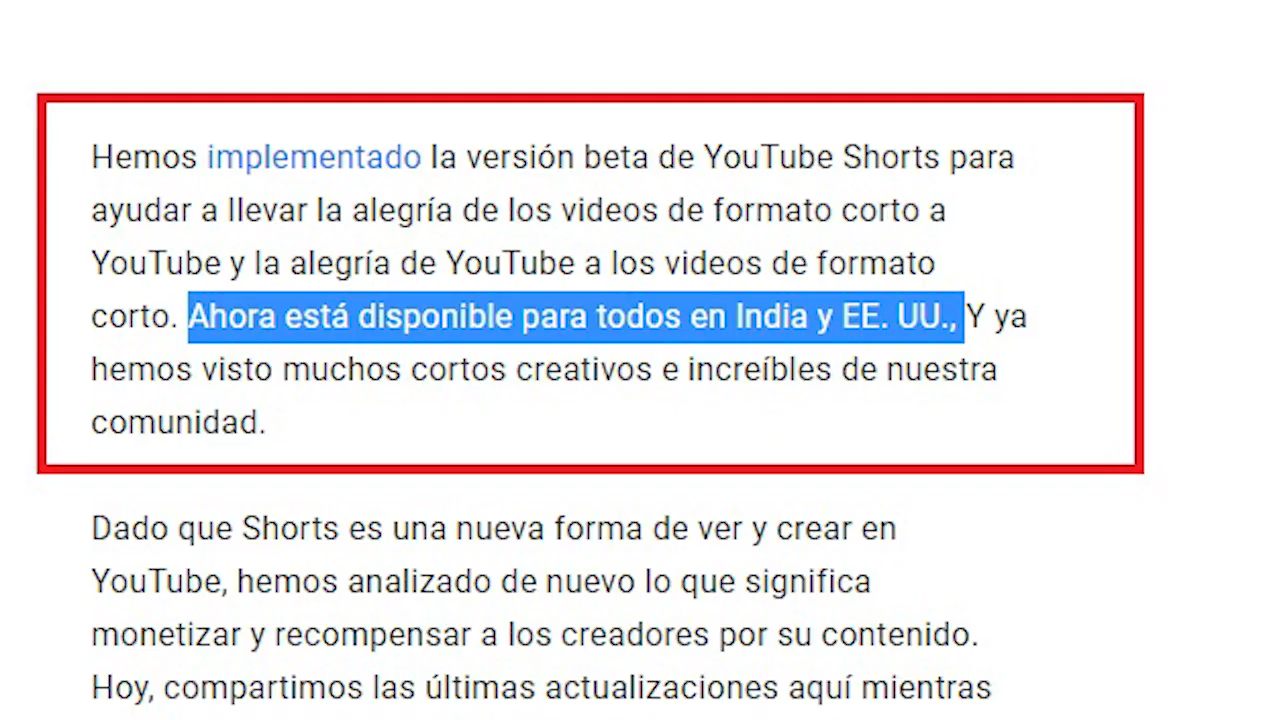 Hemos implementado la versión beta de YouTube Shorts para
ayudar a llevar la alegría de los videos de formato corto a
YouTube y la alegría de YouTube a los videos de formato
corto. Ahora está disponible para todos en India y EE. UU., Y ya
hemos visto muchos cortos creativos e increíbles de nuestra
comunidad.
Dado que Shorts es una nueva forma de ver y crear en
YouTube, hemos analizado de nuevo lo que significa
monetizar y recompensar a los creadores por su contenido.
Hoy, compartimos las últimas actualizaciones aquí mientras